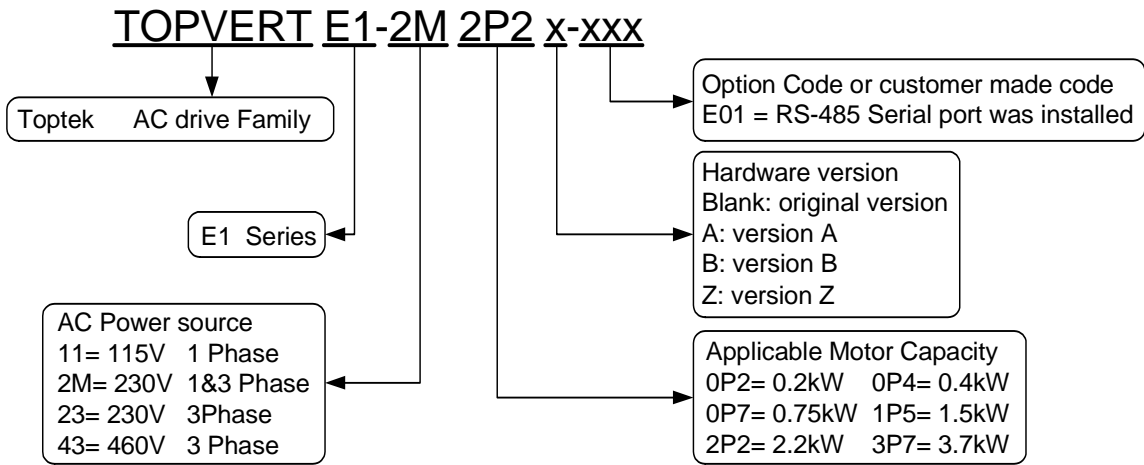 TOPVERT E1-2M 2P2 x-xxx
Toptek AC drive Family
E1 Series
AC Power source
11= 115V 1 Phase
2M= 230V 1&3 Phase
23= 230V 3Phase
43= 460V 3 Phase
Option Code or customer made code
E01 = RS-485 Serial port was installed
Hardware version
Blank: original version
A: version A
B: version B
Z: version Z
Applicable Motor Capacity
0P2= 0.2kW 0P4= 0.4kW
0P7= 0.75kW 1P5= 1.5kW
2P2= 2.2kW 3P7= 3.7kW